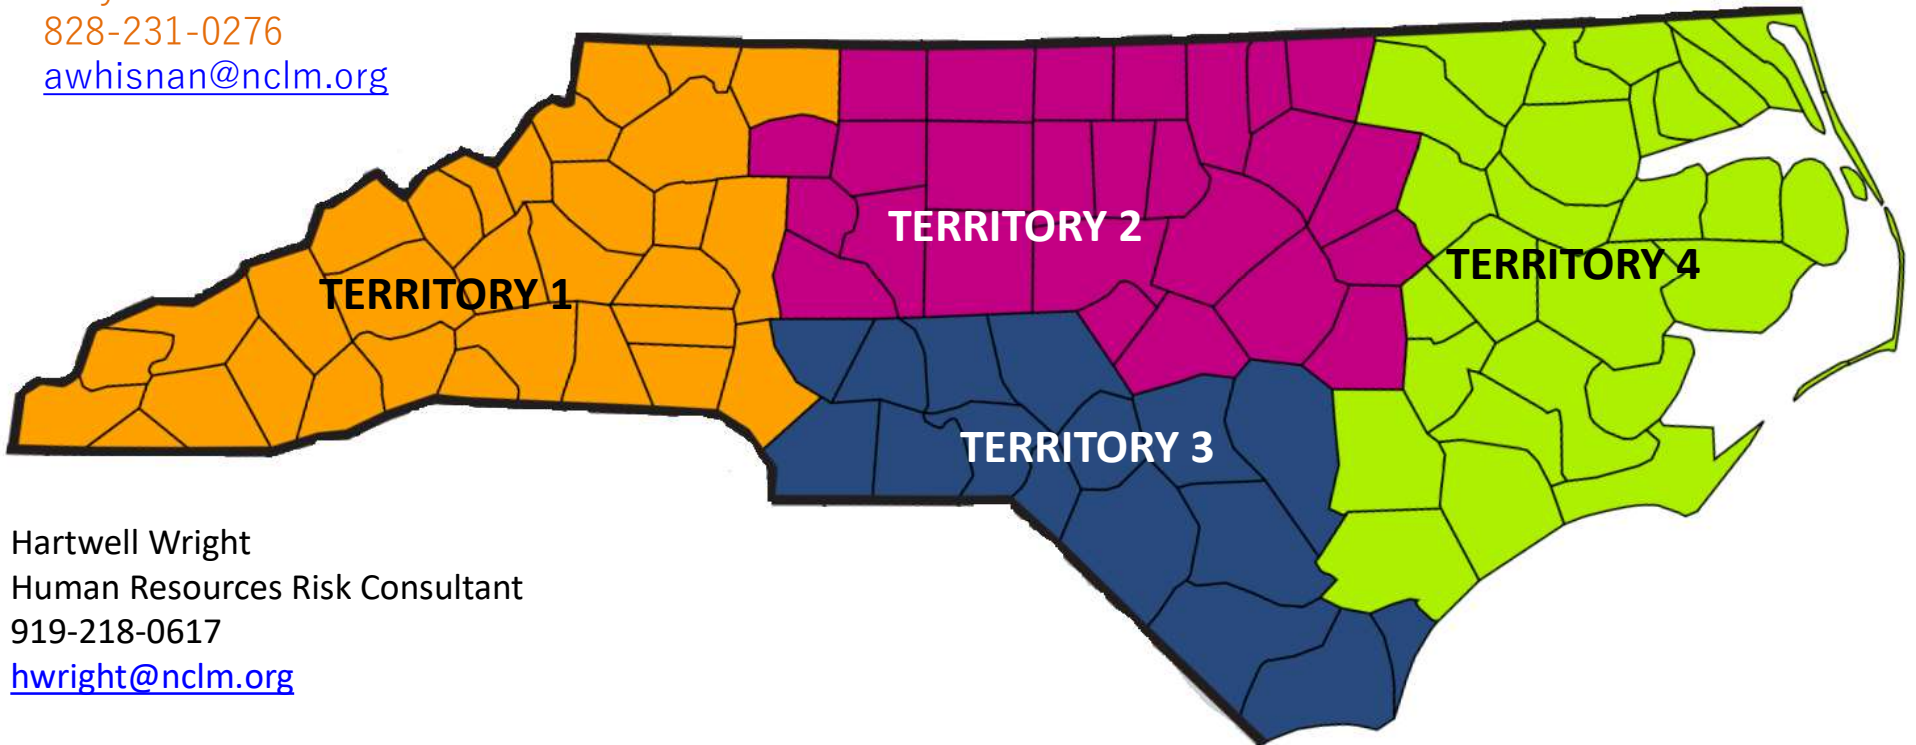 828-231-0276
awhisnan@nclm.org
TERRITORY 1
TERRITORY 2
TERRITORY 3
TERRITORY 4
Hartwell Wright
Human Resources Risk Consultant
919-218-0617
hwright@nclm.org